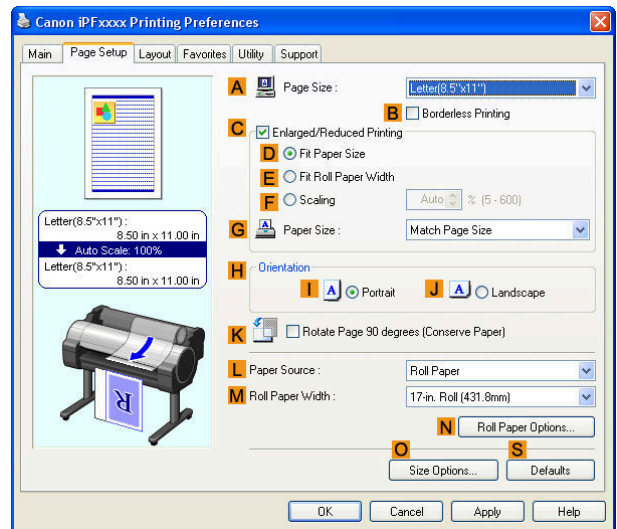 Canon iPFxxxx Printing Preferences
Main Page Setup Layout Favorites Utility Support
A Page Size : Letter(8.5"x11")
B Borderless Printing
C Enlarged/Reduced Printing
D Fit Paper Size
E Fit Roll Paper Width
F Scaling Auto % (5 - 600)
G Paper Size : Match Page Size
Letter(8.5"x11") :
8.50 in x 11.00 in
Auto Scale: 100%
Letter(8.5"x11") :
8.50 in x 11.00 in
H Orientation
I A Portrait J A Landscape
K Rotate Page 90 degrees (Conserve Paper)
L Paper Source : Roll Paper
M Roll Paper Width : 17-in. Roll (431.8mm)
N Roll Paper Options...
R
O S
Size Options... Defaults
OK Cancel Apply Help